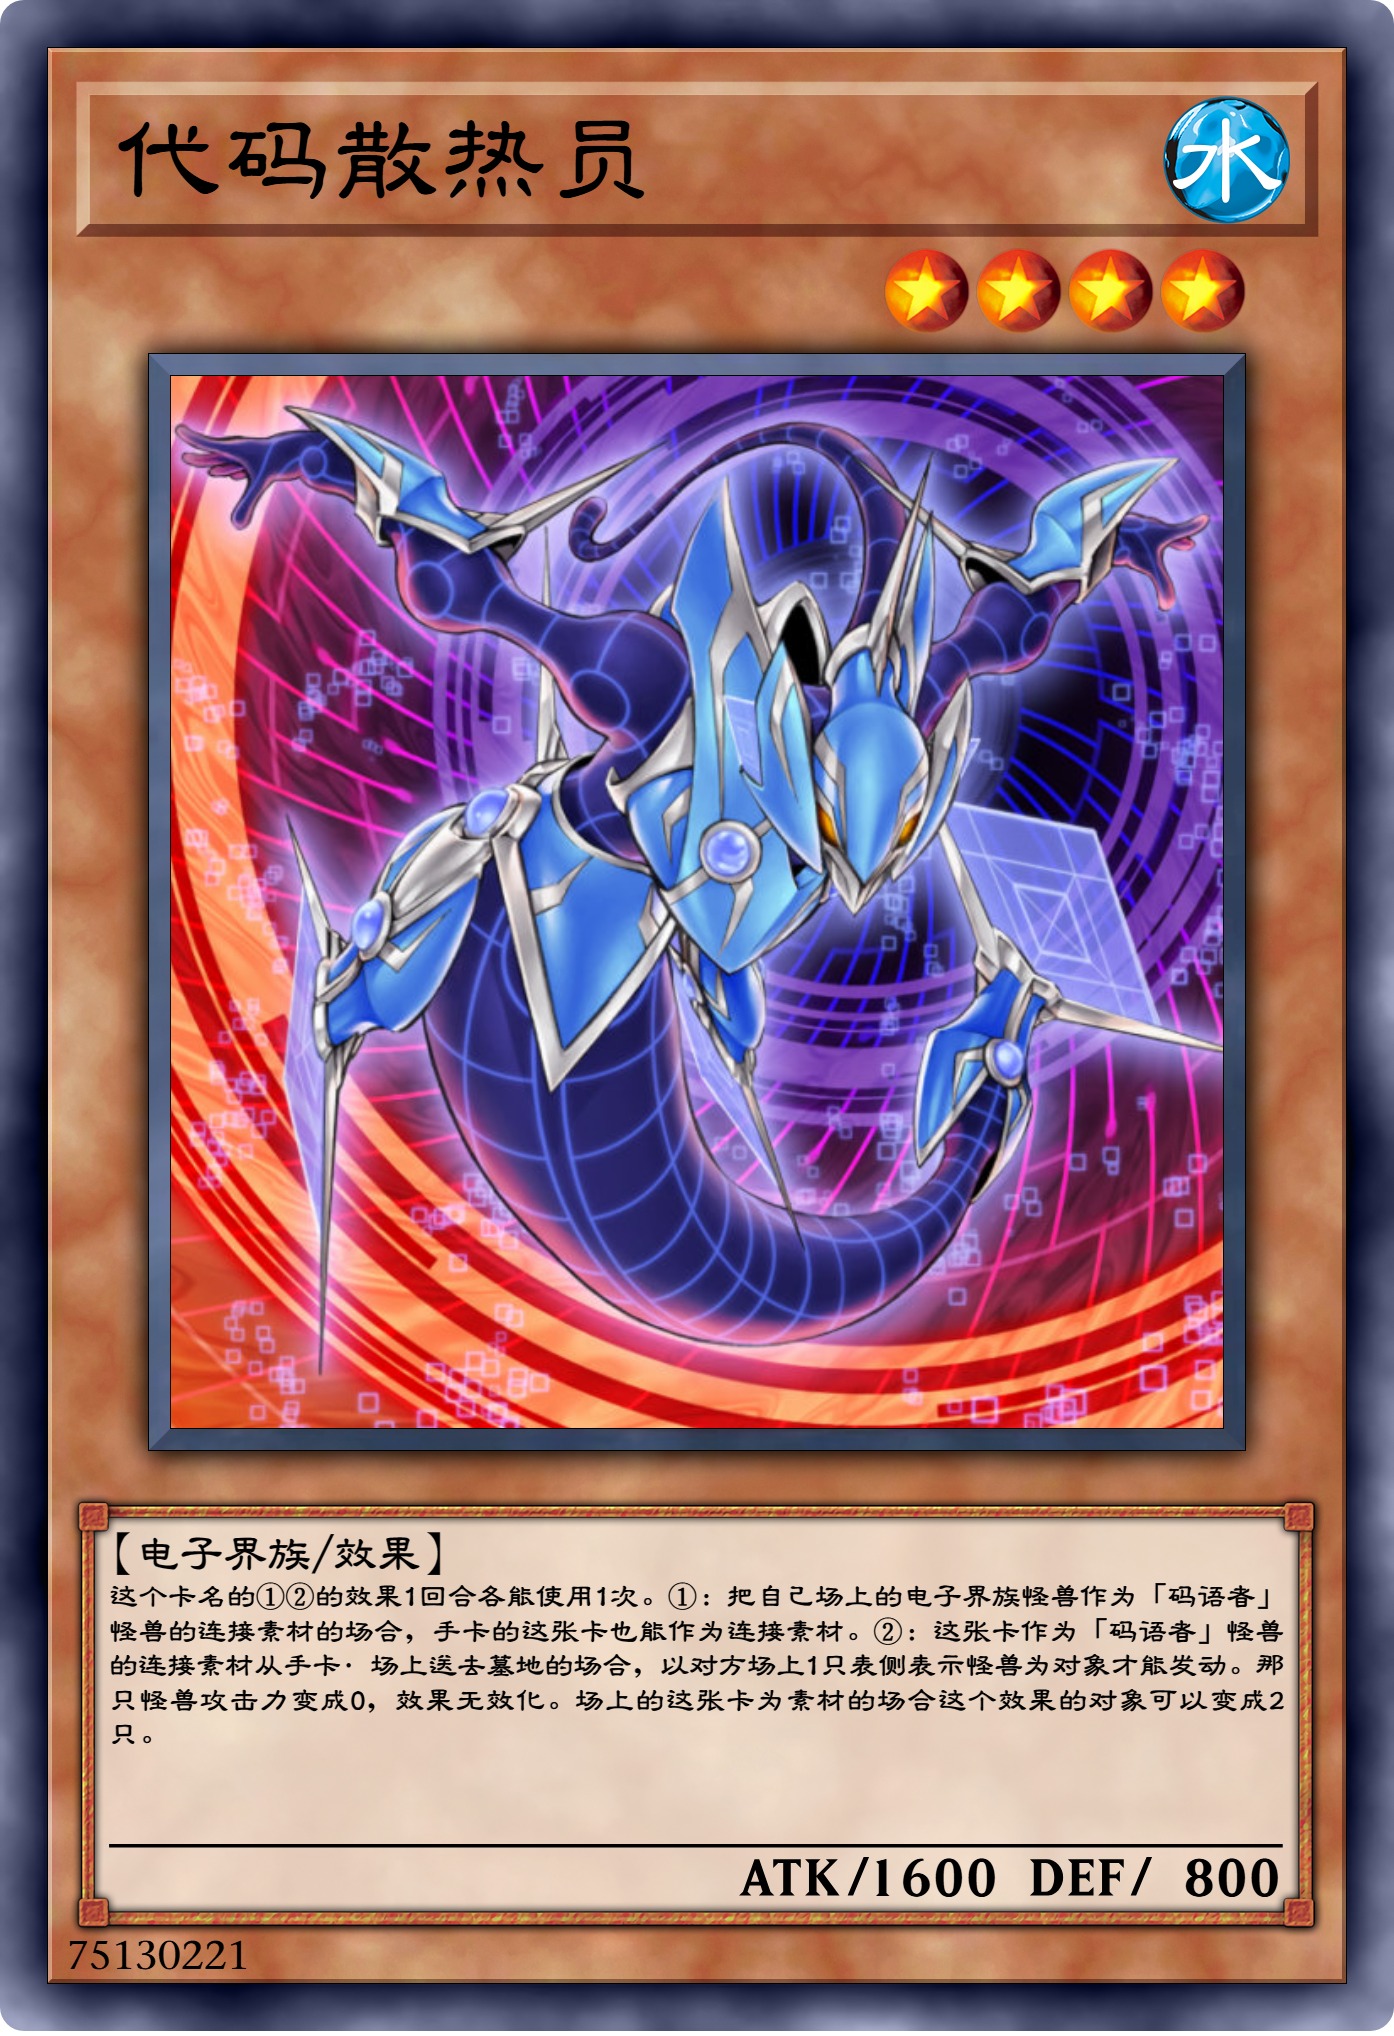 代码散热员
水
【电子界族/效果】
这个卡名的①②的效果1回合各能使用1次。①：把自己场上的电子界族怪兽作为「码语者」
怪兽的连接素材的场合，手卡的这张卡也能作为连接素材。②：这张卡作为「码语者」怪兽
的连接素材从手卡·场上送去墓地的场合，以对方场上1只表侧表示怪兽为对象才能发动。那
只怪兽攻击力变成0，效果无效化。场上的这张卡为素材的场合这个效果的对象可以变成2
只。
ATK/1600 DEF/ 800
75130221